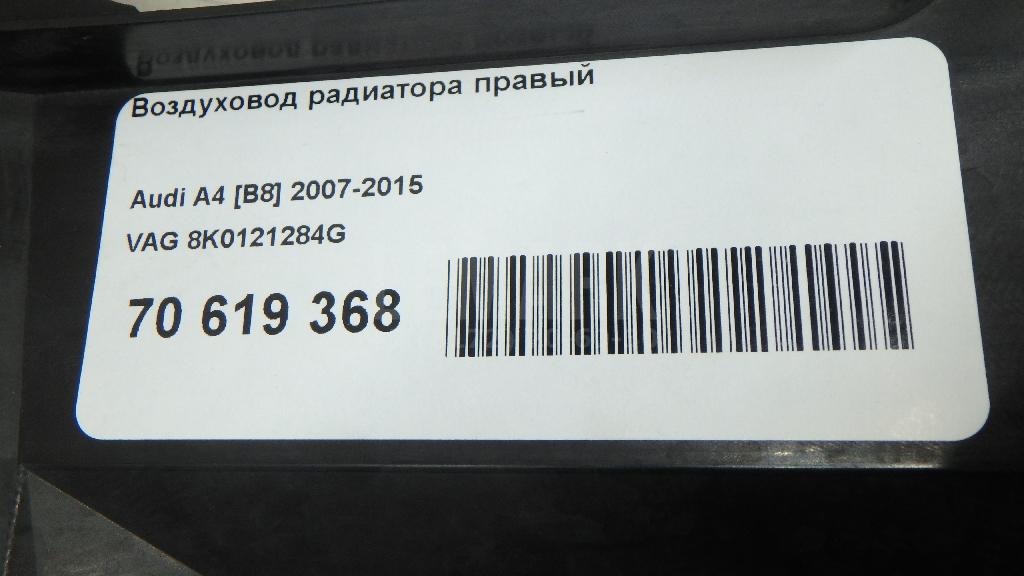 Воздуховод радиатора правый
Audi A4 [B8] 2007-2015
VAG 8K0121284G
70 619 368